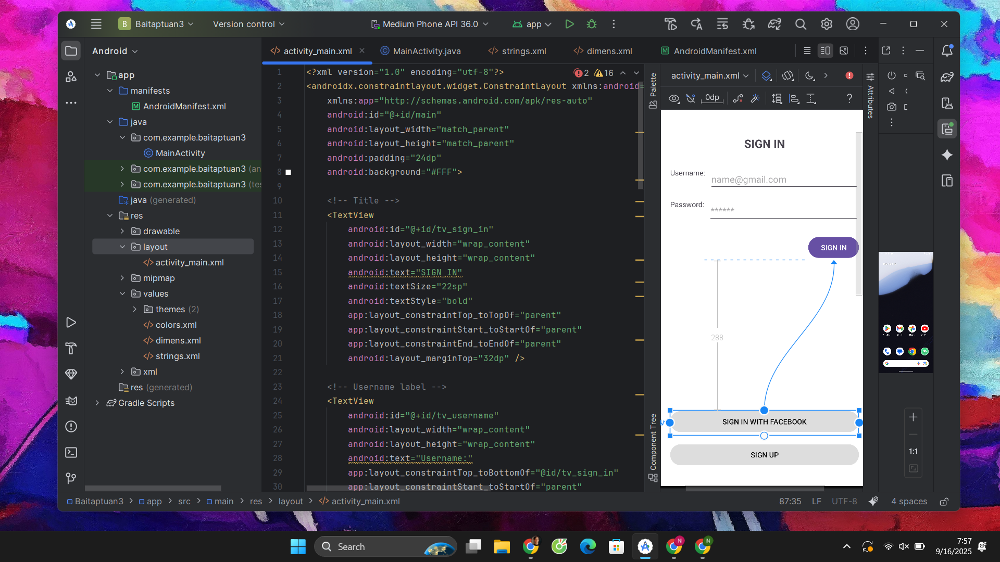 B Baitaptuan3 Version control Medium Phone API 36.0 app
Android
activity_main.xml MainActivity.java strings.xml dimens.xml AndroidManifest.xml
app
manifests
AndroidManifest.xml
java
com.example.baitaptuan3
MainActivity
com.example.baitaptuan3 (an
com.example.baitaptuan3 (tes
java (generated)
res
drawable
layout
activity_main.xml
mipmap
values
themes (2)
colors.xml
dimens.xml
strings.xml
xml
res (generated)
Gradle Scripts
2 16
1 <?xml version="1.0" encoding="utf-8"?>
2 <androidx.constraintlayout.widget.ConstraintLayout xmlns:android=
3 xmlns:app="http://schemas.android.com/apk/res-auto"
4 android:id="@+id/main"
5 android:layout_width="match_parent"
6 android:layout_height="match_parent"
7 android:padding="24dp"
8 android:background="#FFF">
9
10 <!-- Title -->
11 <TextView
12 android:id="@+id/tv_sign_in"
13 android:layout_width="wrap_content"
14 android:layout_height="wrap_content"
15 android:text="SIGN IN"
16 android:textSize="22sp"
17 android:textStyle="bold"
18 app:layout_constraintTop_toTopOf="parent"
19 app:layout_constraintStart_toStartOf="parent"
20 app:layout_constraintEnd_toEndOf="parent"
21 android:layout_marginTop="32dp" />
22
23 <!-- Username label -->
24 <TextView
25 android:id="@+id/tv_username"
26 android:layout_width="wrap_content"
27 android:layout_height="wrap_content"
28 android:text="Username:"
29 app:layout_constraintTop_toBottomOf="@id/tv_sign_in"
30 app:layout_constraintStart_toStartOf="parent"
Palette
Component Tree
activity_main.xml
0dp
?
Attributes
SIGN IN
Username:
name@gmail.com
Password:
******
SIGN IN
288
SIGN IN WITH FACEBOOK
SIGN UP
1:1
Baitaptuan3 > app > src > main > res > layout > activity_main.xml
87:35 LF UTF-8 4 spaces
Search
N
N
7:57
9/16/2025